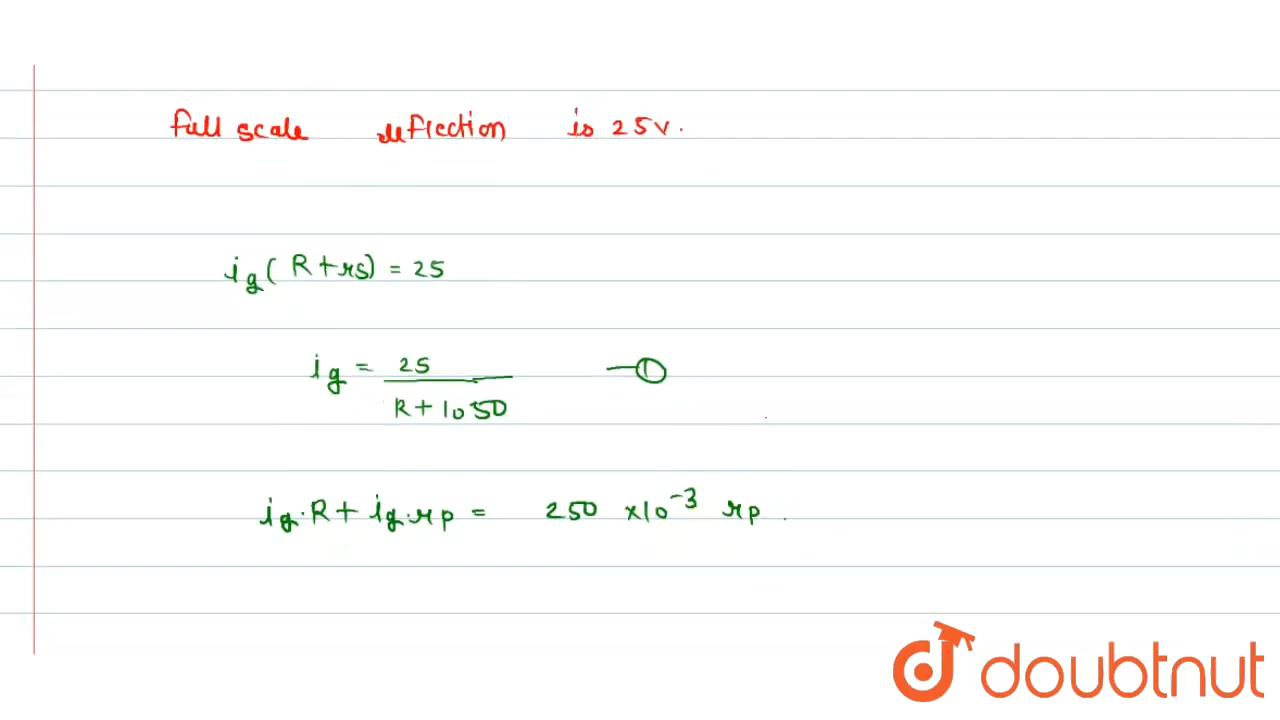 full scale deflection is 25v.
ig(R+rs) = 25
ig = 25 / R+1050 —①
ig.R + ig.rp = 250 ×10⁻³ rp
doubtnut